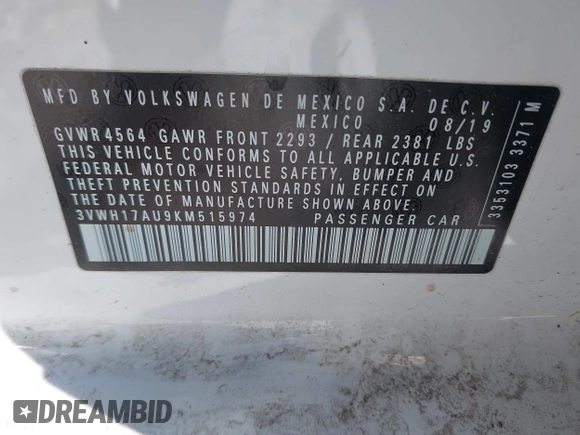 MFD BY VOLKSWAGEN DE MEXICO S.A. DE C.V.
MEXICO 08/19
GVWR4564 GAWR FRONT 2293 / REAR 2381 LBS
THIS VEHICLE CONFORMS TO ALL APPLICABLE U.S.
FEDERAL MOTOR VEHICLE SAFETY, BUMPER, AND
THEFT PREVENTION STANDARDS IN EFFECT ON
THE DATE OF MANUFACTURE SHOWN ABOVE.
3VWH17AU9KM515974 PASSENGER CAR
3353103 3371 M
DREAMBID